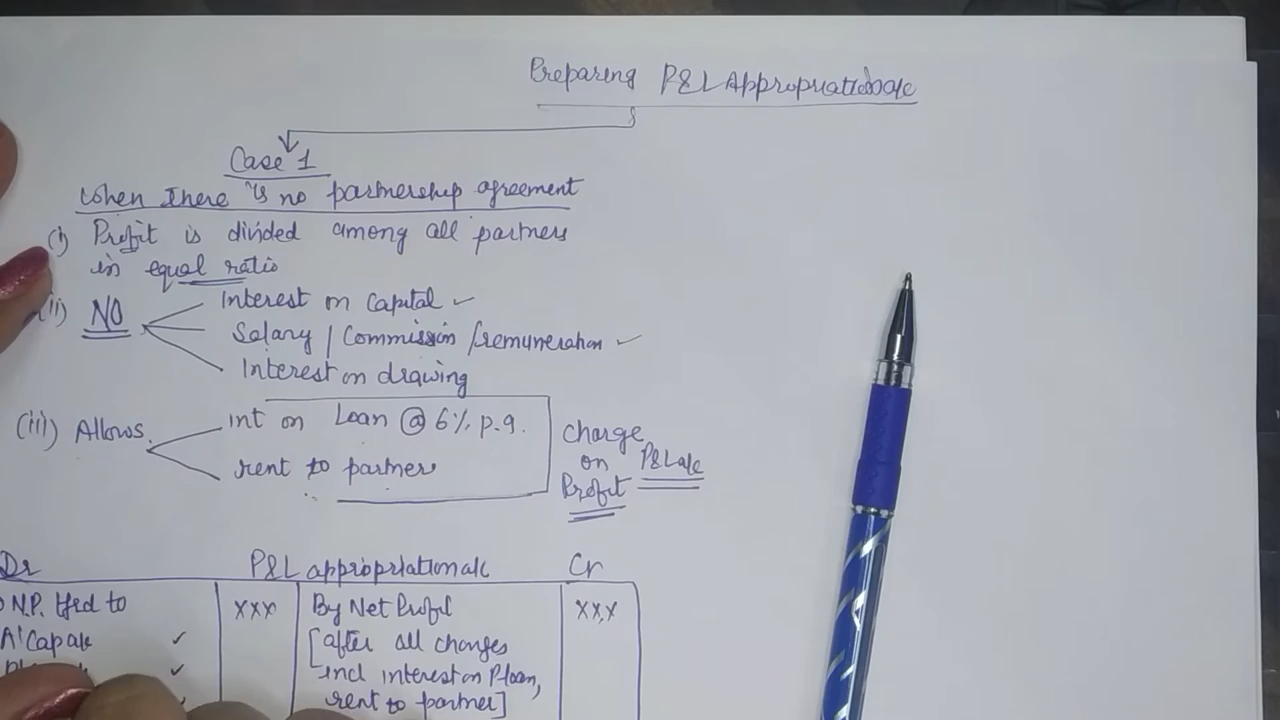 Preparing P&L Appropriation a/c
Case 1
When there is no partnership agreement
(i) Profit is divided among all partners
in equal ratio
(ii) NO
Interest on Capital ✓
Salary / Commission / remuneration ✓
Interest on drawing
(iii) Allows
int on Loan @ 6% p.a.
rent to partner
Charge on Profit
P&L a/c
Dr P&L appropriation a/c Cr
N.P. tfed to xxx By Net Profit xxx
A' Cap a/c ✓ [after all charges
✓ incl interest on P loan,
rent to partner]